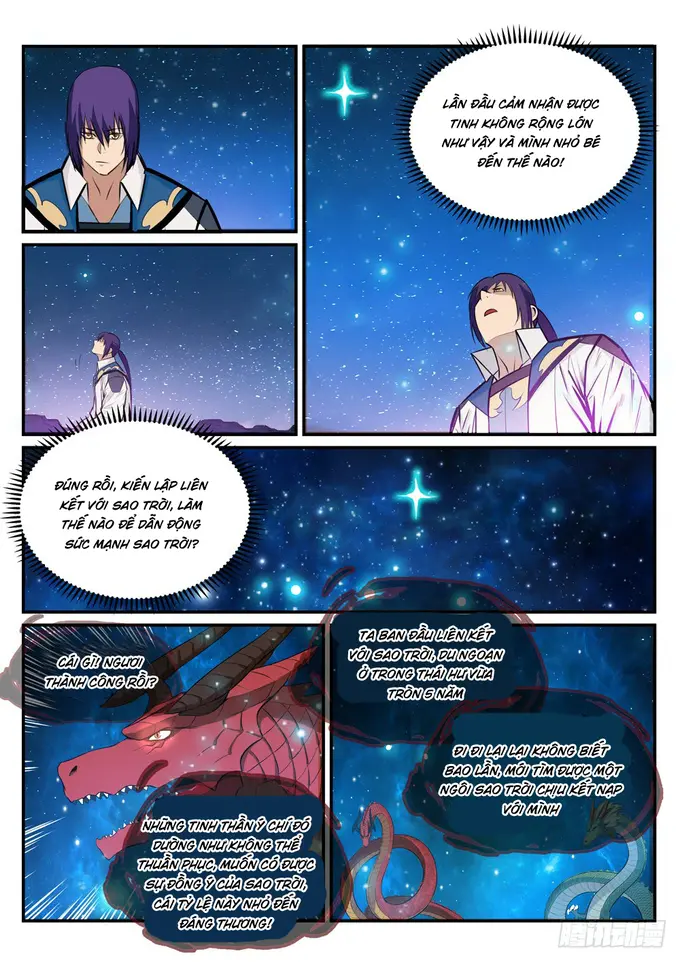 LẦN ĐẦU CẢM NHẬN ĐƯỢC
TINH KHÔNG RỘNG LỚN
NHƯ VẬY VÀ MÌNH NHỎ BÉ
ĐẾN THẾ NÀO!
ĐÚNG RỒI, KIẾN LẬP LIÊN
KẾT VỚI SAO TRỜI, LÀM
THẾ NÀO ĐỂ DẪN ĐỘNG
SỨC MẠNH SAO TRỜI?
CÁI GÌ! NGƯƠI
THÀNH CÔNG RỒI?
TA BAN ĐẦU LIÊN KẾT
VỚI SAO TRỜI, DU NGOẠN
Ở TRONG THÁI HƯ VỪA
TRÒN 5 NĂM
ĐI ĐI LẠI LẠI KHÔNG BIẾT
BAO LẦN, MỚI TÌM ĐƯỢC MỘT
NGÔI SAO TRỜI CHỊU KẾT NẠP
VỚI MÌNH
NHỮNG TINH THẦN Ý CHÍ ĐÓ
DƯỜNG NHƯ KHÔNG THỂ
THUẦN PHỤC, MUỐN CÓ ĐƯỢC
SỰ ĐỒNG Ý CỦA SAO TRỜI,
CÁI TỶ LỆ NÀY NHỎ ĐẾN
ĐÁNG THƯƠNG!
腾讯动漫